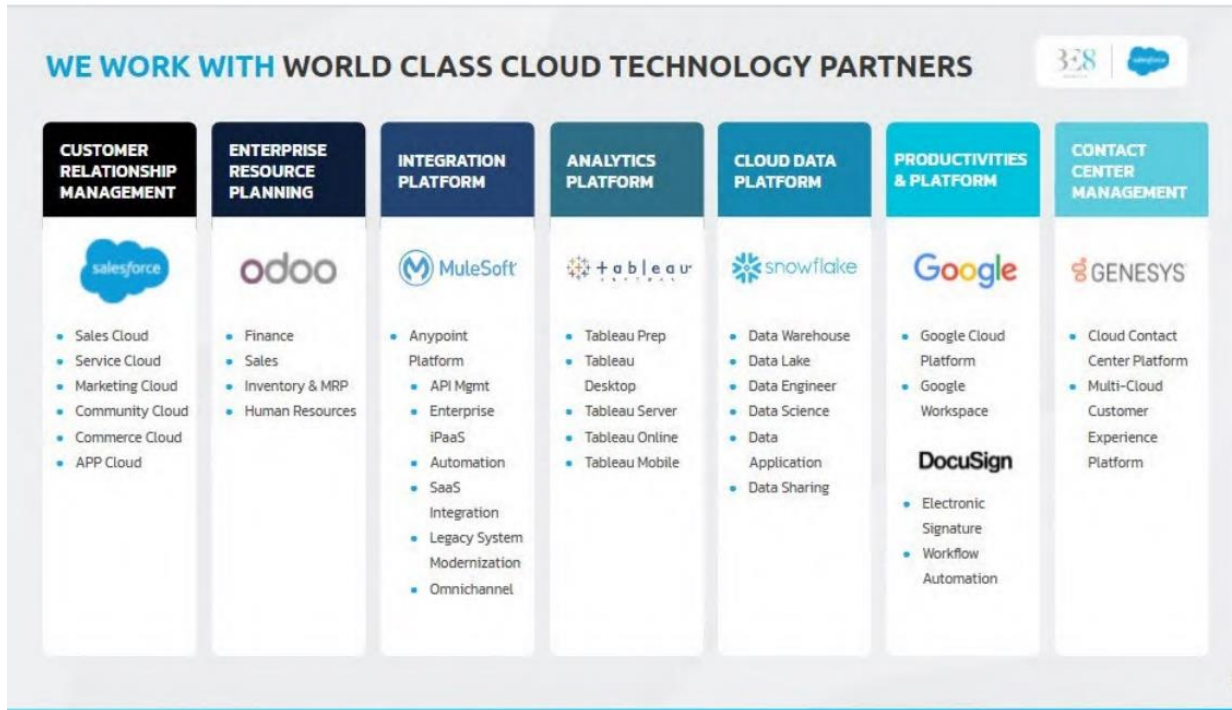 WE WORK WITH WORLD CLASS CLOUD TECHNOLOGY PARTNERS
salesforce
CUSTOMER
RELATIONSHIP
MANAGEMENT
salesforce
Sales Cloud
Service Cloud
Marketing Cloud
Community Cloud
Commerce Cloud
APP Cloud
ENTERPRISE
RESOURCE
PLANNING
odoo
Finance
Sales
Inventory & MRP
Human Resources
INTEGRATION
PLATFORM
MuleSoft
Anypoint
Platform
API Mgmt
Enterprise
iPaaS
Automation
SaaS
Integration
Legacy System
Modernization
Omnichannel
ANALYTICS
PLATFORM
tableau
Tableau Prep
Tableau
Desktop
Tableau Server
Tableau Online
Tableau Mobile
CLOUD DATA
PLATFORM
snowflake
Data Warehouse
Data Lake
Data Engineer
Data Science
Data
Application
Data Sharing
PRODUCTIVITIES
& PLATFORM
Google
Google Cloud
Platform
Google
Workspace
DocuSign
Electronic
Signature
Workflow
Automation
CONTACT
CENTER
MANAGEMENT
GENESYS
Cloud Contact
Center Platform
Multi-Cloud
Customer
Experience
Platform